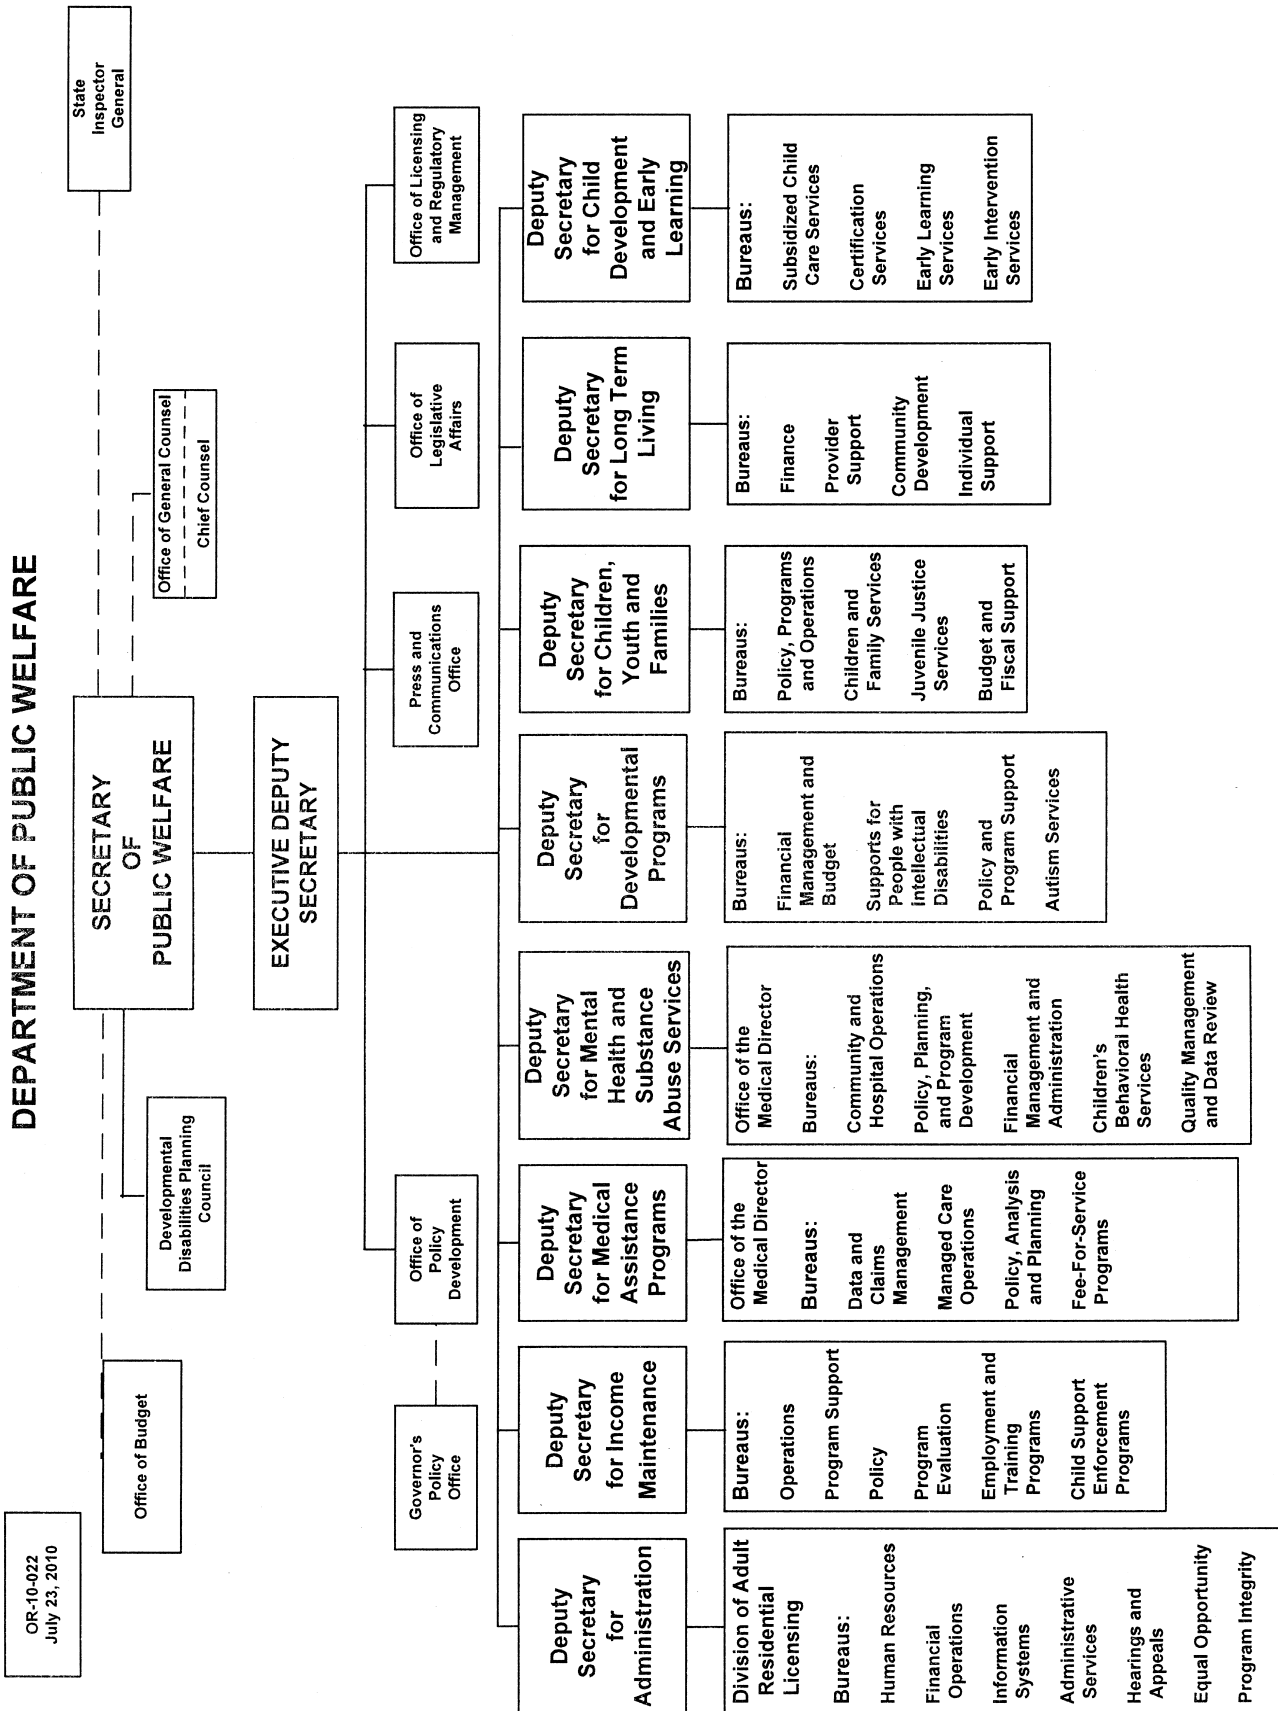 OR-10-022
July 23, 2010
DEPARTMENT OF PUBLIC WELFARE
SECRETARY
OF
PUBLIC WELFARE
State
Inspector
General
Office of General Counsel
Chief Counsel
Developmental
Disabilities Planning
Council
Office of Budget
EXECUTIVE DEPUTY
SECRETARY
Governor's
Policy
Office
Office of
Policy
Development
Press and
Communications
Office
Office of
Legislative
Affairs
Office of Licensing
and Regulatory
Management
Deputy
Secretary
for
Administration
Division of Adult
Residential
Licensing
Bureau:
Human Resources
Financial
Operations
Information
Systems
Administrative
Services
Hearings and
Appeals
Equal Opportunity
Program Integrity
Deputy
Secretary
for Income
Maintenance
Bureaus:
Operations
Program Support
Policy
Program
Evaluation
Employment and
Training
Programs
Child Support
Enforcement
Programs
Deputy
Secretary
for Medical
Assistance
Programs
Office of the
Medical Director
Bureaus:
Data and
Claims
Management
Managed Care
Operations
Policy, Analysis
and Planning
Fee-For-Service
Programs
Deputy
Secretary
for Mental
Health and
Substance
Abuse Services
Office of the
Medical Director
Bureaus:
Community and
Hospital Operations
Policy, Planning,
and Program
Development
Financial
Management and
Administration
Children's
Behavioral Health
Services
Quality Management
and Data Review
Deputy
Secretary
for
Developmental
Programs
Bureaus:
Financial
Management and
Budget
Supports for
People with
Intellectual
Disabilities
Policy and
Program Support
Autism Services
Deputy
Secretary
for Children,
Youth and
Families
Bureaus:
Policy, Programs
and Operations
Children and
Family Services
Juvenile Justice
Services
Budget and
Fiscal Support
Deputy
Secretary
for Long Term
Living
Bureaus:
Finance
Provider
Support
Community
Development
Individual
Support
Deputy
Secretary
for Child
Development
and Early
Learning
Bureaus:
Subsidized Child
Care Services
Certification
Services
Early Learning
Services
Early Intervention
Services